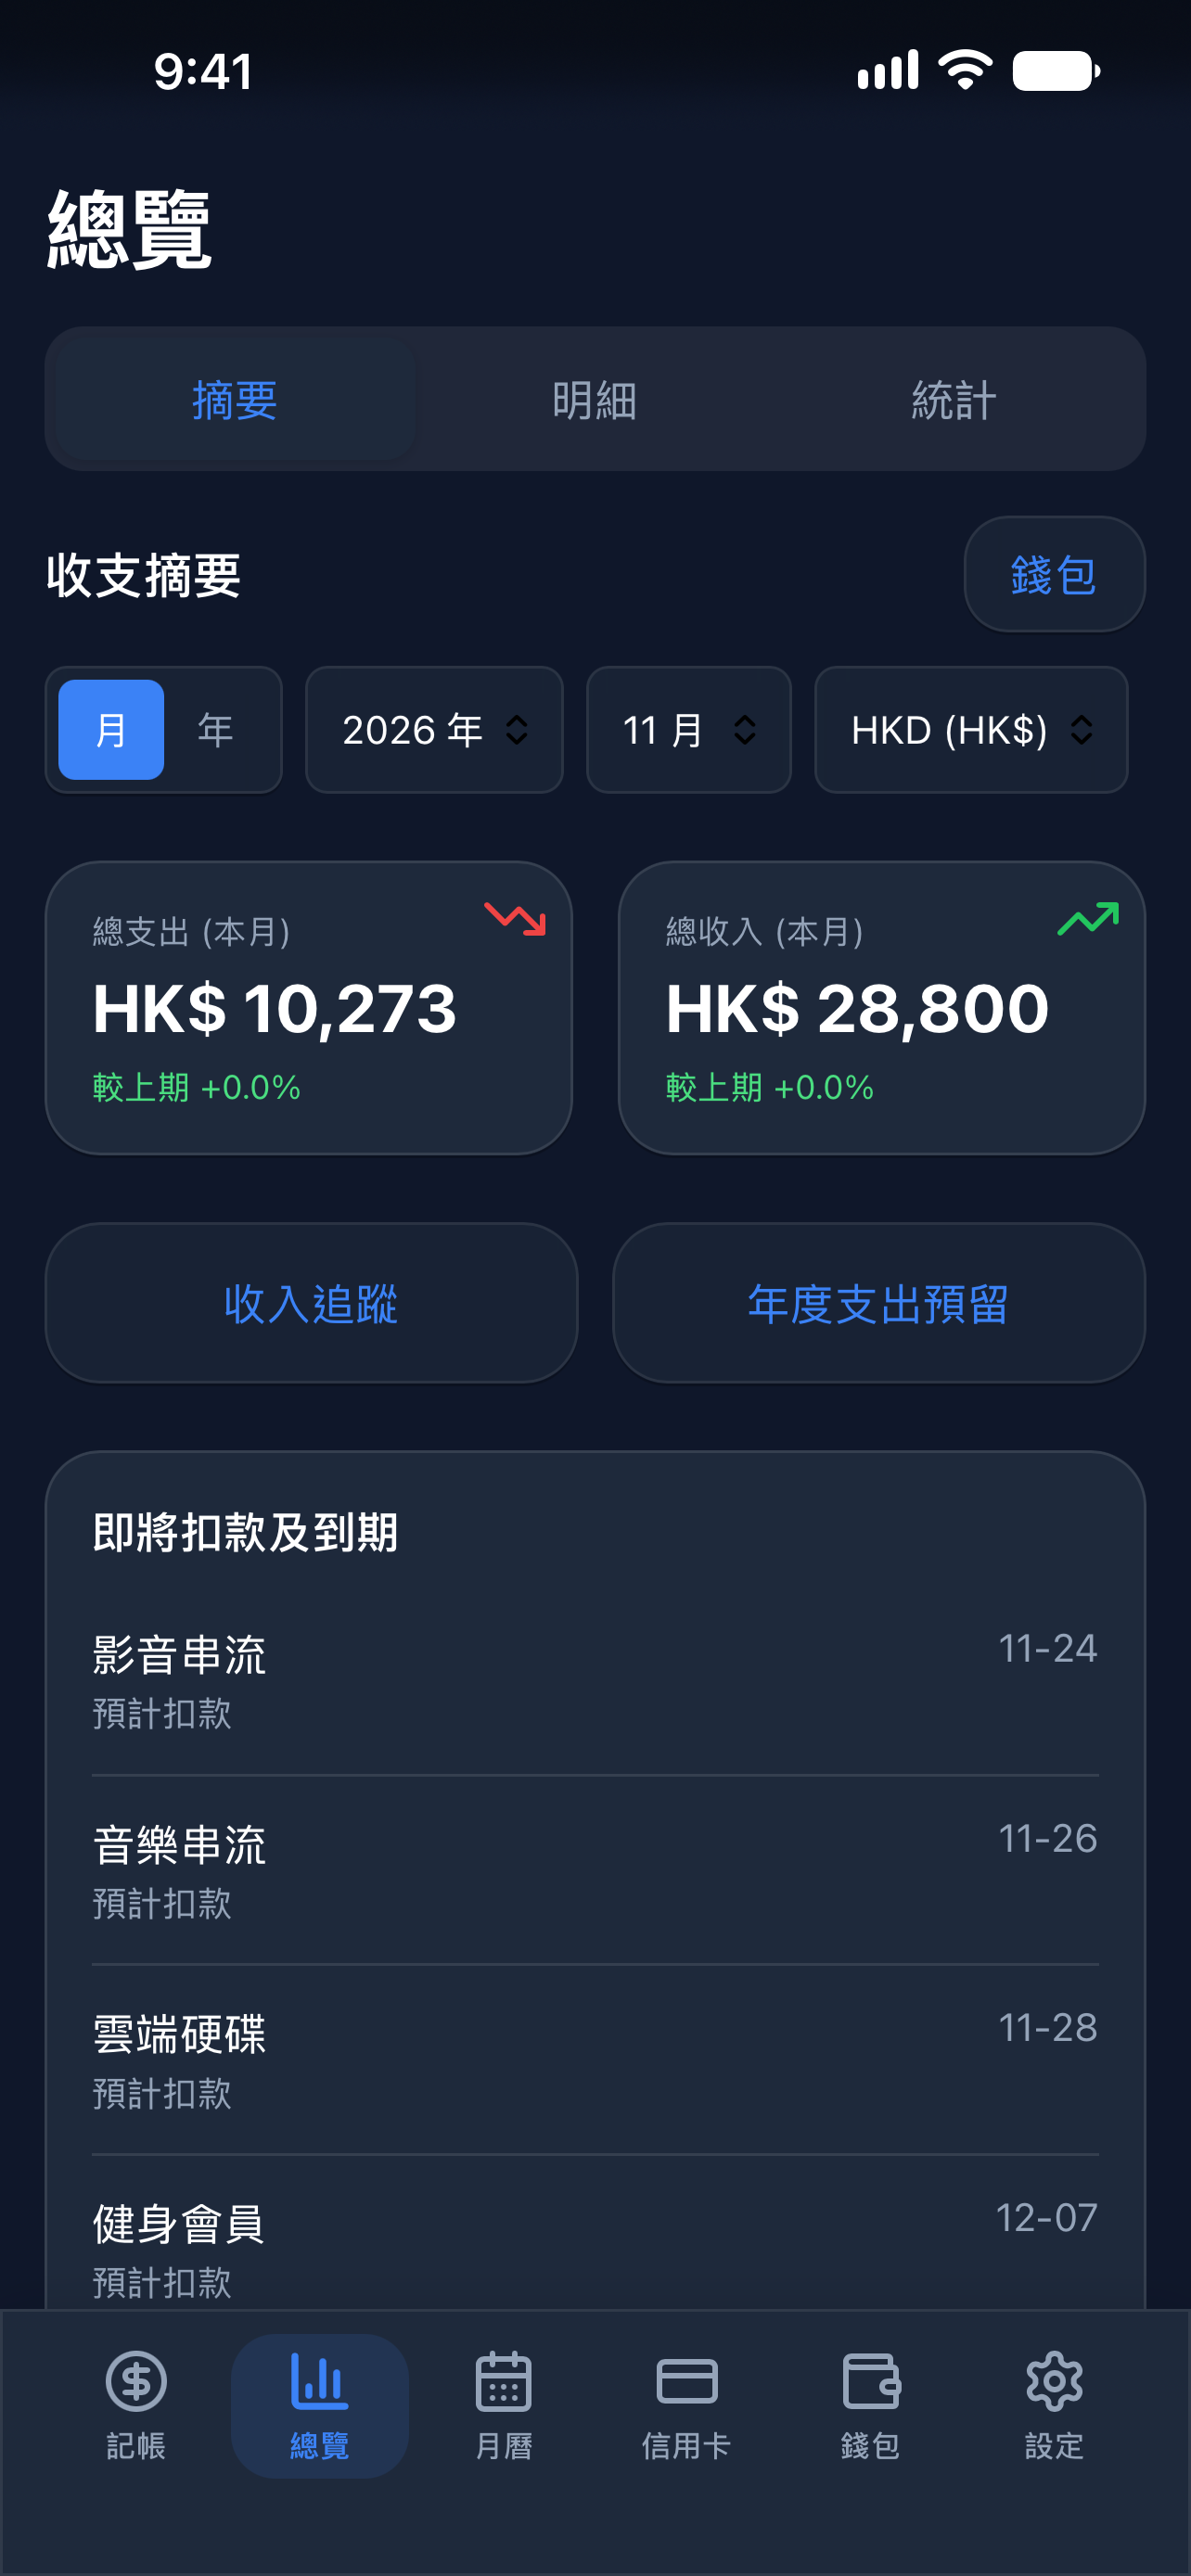 9:41
總覽
摘要 明細 統計
收支摘要 錢包
月 年 2026 年 11 月 HKD (HK$)
總支出 (本月) 總收入 (本月)
HK$ 10,273 HK$ 28,800
較上期 +0.0% 較上期 +0.0%
收入追蹤 年度支出預留
即將扣款及到期
影音串流 11-24
預計扣款
音樂串流 11-26
預計扣款
雲端硬碟 11-28
預計扣款
健身會員 12-07
預計扣款
記帳 總覽 月曆 信用卡 錢包 設定